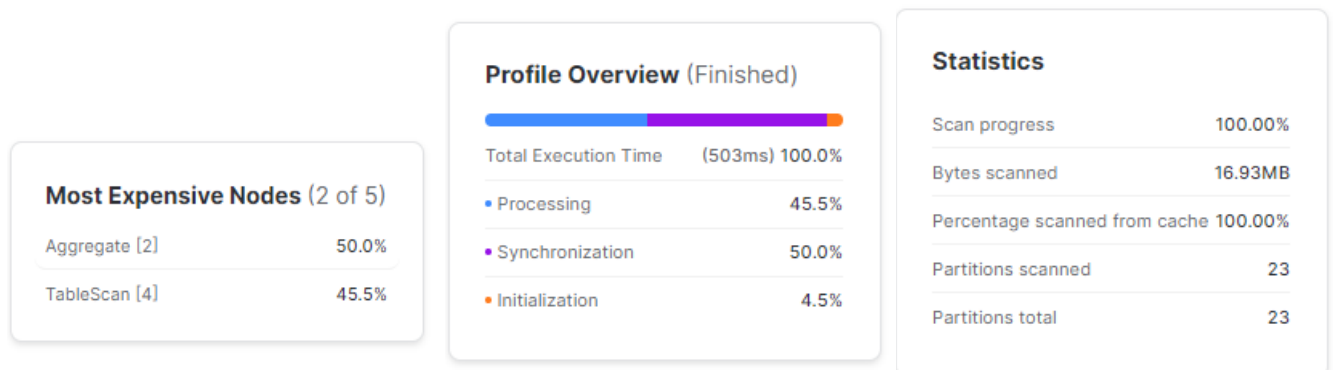 Most Expensive Nodes (2 of 5)
Aggregate [2] 50.0%
TableScan [4] 45.5%
Profile Overview (Finished)
Total Execution Time (503ms) 100.0%
Processing 45.5%
Synchronization 50.0%
Initialization 4.5%
Statistics
Scan progress 100.00%
Bytes scanned 16.93MB
Percentage scanned from cache 100.00%
Partitions scanned 23
Partitions total 23